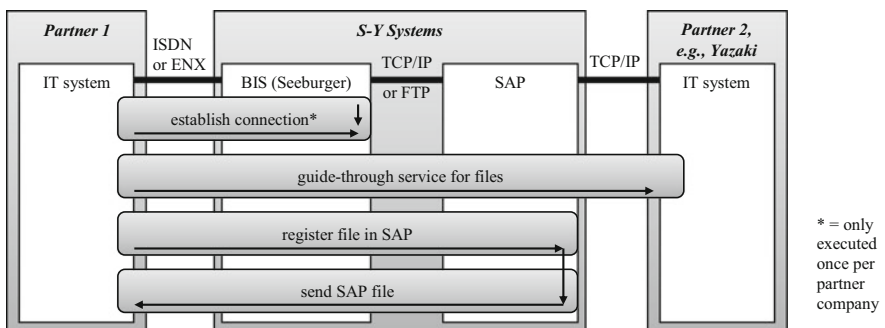 Partner 1
S-Y Systems
Partner 2,
e.g., Yazaki
ISDN
or ENX
TCP/IP
or FTP
TCP/IP
IT system
BIS (Seeburger)
SAP
IT system
establish connection*
guide-through service for files
register file in SAP
send SAP file
* = only
executed
once per
partner
company